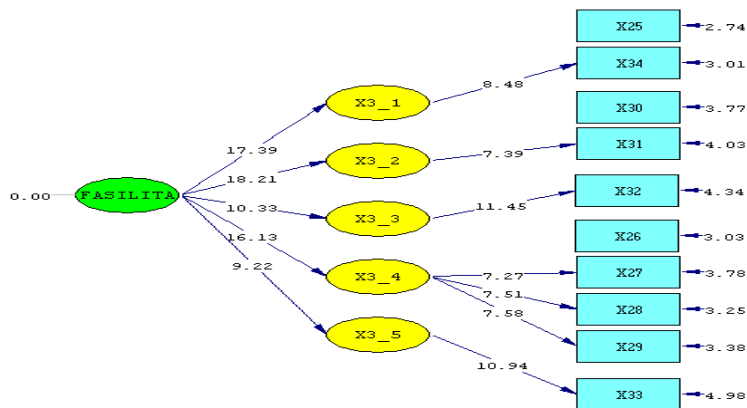 X25
2.74
X34
3.01
8.48
X3_1
X30
3.77
17.39
X31
4.03
7.39
X3_2
18.21
0.00
FASILITA
X32
4.34
11.45
10.33
X3_3
16.13
X26
3.03
9.22
X3_4
7.27
X27
3.78
7.51
X28
3.25
7.58
X3_5
X29
3.38
10.94
X33
4.98